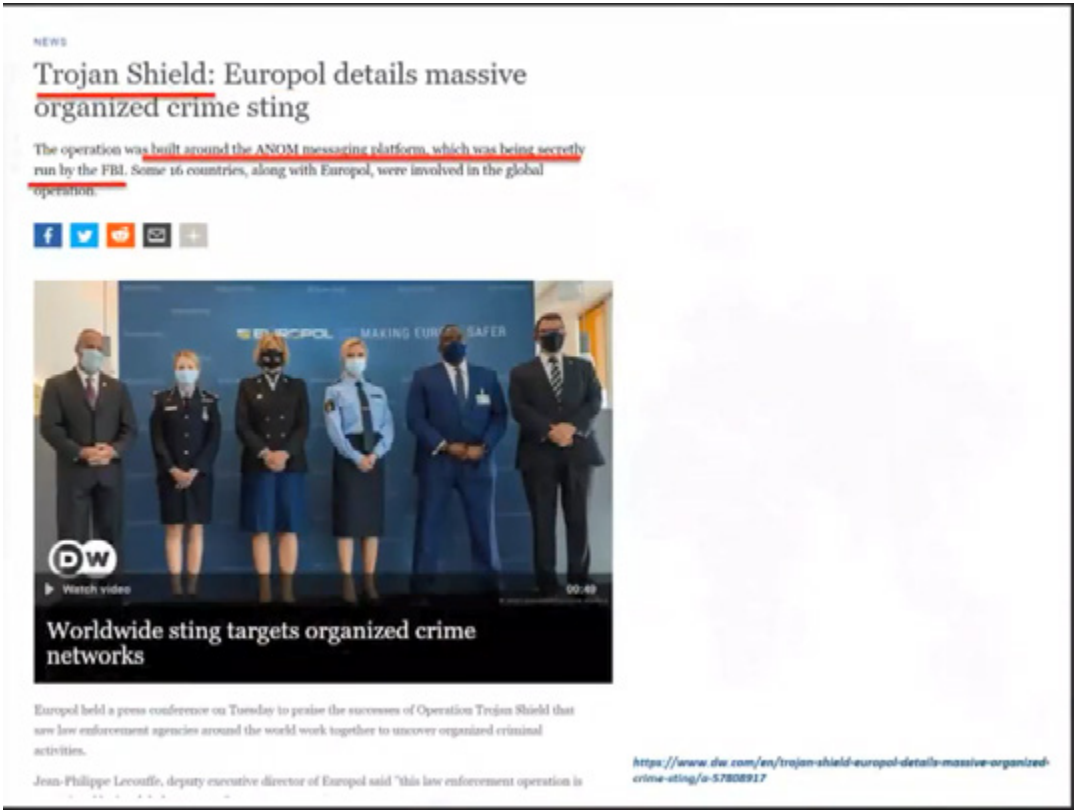 NEWS
Trojan Shield: Europol details massive
organized crime sting
The operation was built around the ANOM messaging platform, which was being secretly
run by the FBI. Some 16 countries, along with Europol, were involved in the global
operation.
EUROPOL MAKING EUROPE SAFER
DW
Watch video
00:49
Worldwide sting targets organized crime
networks
Europol held a press conference on Tuesday to praise the successes of Operation Trojan Shield that
saw law enforcement agencies around the world work together to uncover organized criminal
activities.
Jean-Philippe Lecouffe, deputy executive director of Europol said "this law enforcement operation is
https://www.dw.com/en/trojan-shield-europol-details-massive-organized-
crime-sting/a-57808917